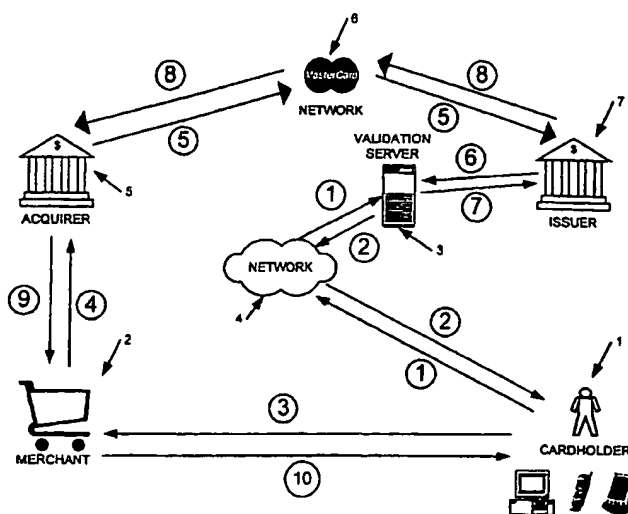 6
MasterCard
NETWORK
8
5
8
5
7
$
ACQUIRER
5
VALIDATION
SERVER
6
7
$
ISSUER
1
2
3
NETWORK
4
9
4
2
1
2
MERCHANT
3
10
1
CARDHOLDER